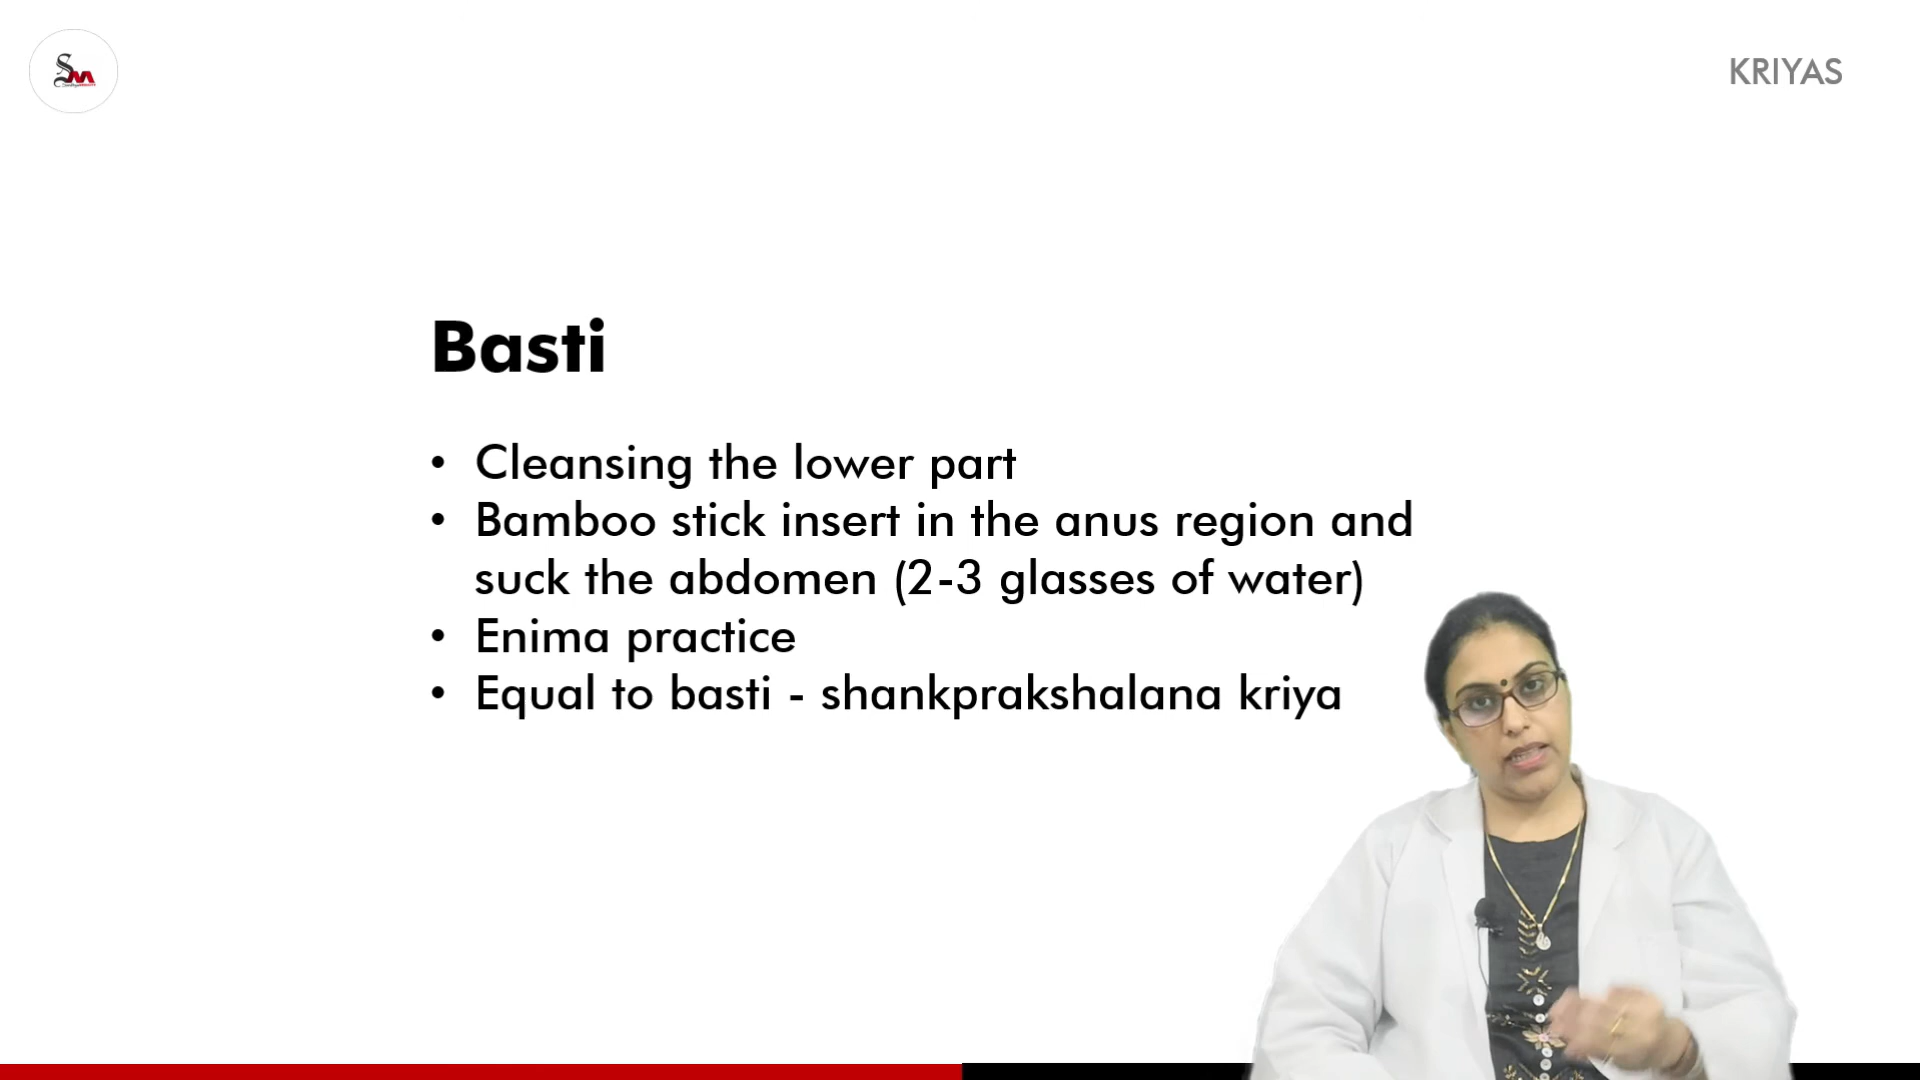 SM
KRIYAS
Basti
• Cleansing the lower part
• Bamboo stick insert in the anus region and
suck the abdomen (2-3 glasses of water)
• Enima practice
• Equal to basti - shankprakshalana kriya